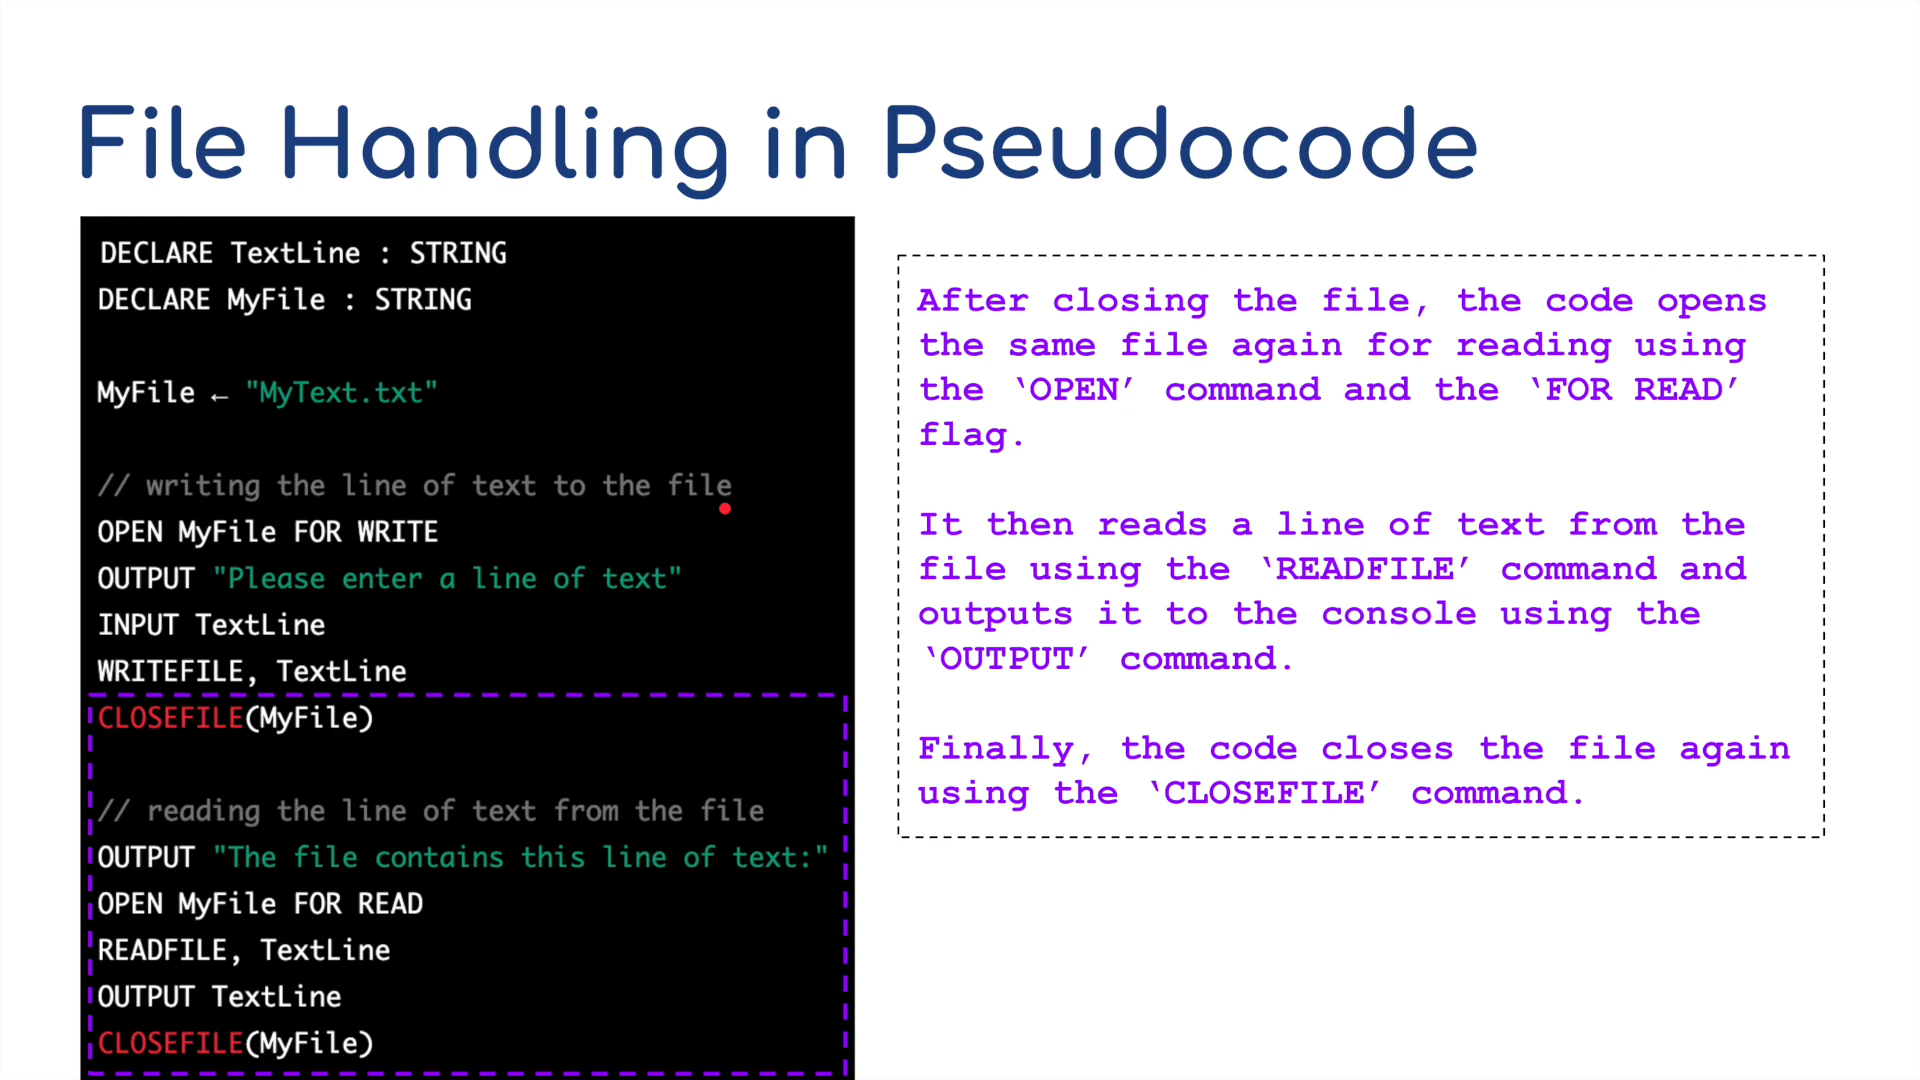 File Handling in Pseudocode
DECLARE TextLine : STRING
DECLARE MyFile : STRING
MyFile ← "MyText.txt"
// writing the line of text to the file
OPEN MyFile FOR WRITE
OUTPUT "Please enter a line of text"
INPUT TextLine
WRITEFILE, TextLine
CLOSEFILE(MyFile)
// reading the line of text from the file
OUTPUT "The file contains this line of text:"
OPEN MyFile FOR READ
READFILE, TextLine
OUTPUT TextLine
CLOSEFILE(MyFile)
After closing the file, the code opens
the same file again for reading using
the ‘OPEN’ command and the ‘FOR READ’
flag.
It then reads a line of text from the
file using the ‘READFILE’ command and
outputs it to the console using the
‘OUTPUT’ command.
Finally, the code closes the file again
using the ‘CLOSEFILE’ command.